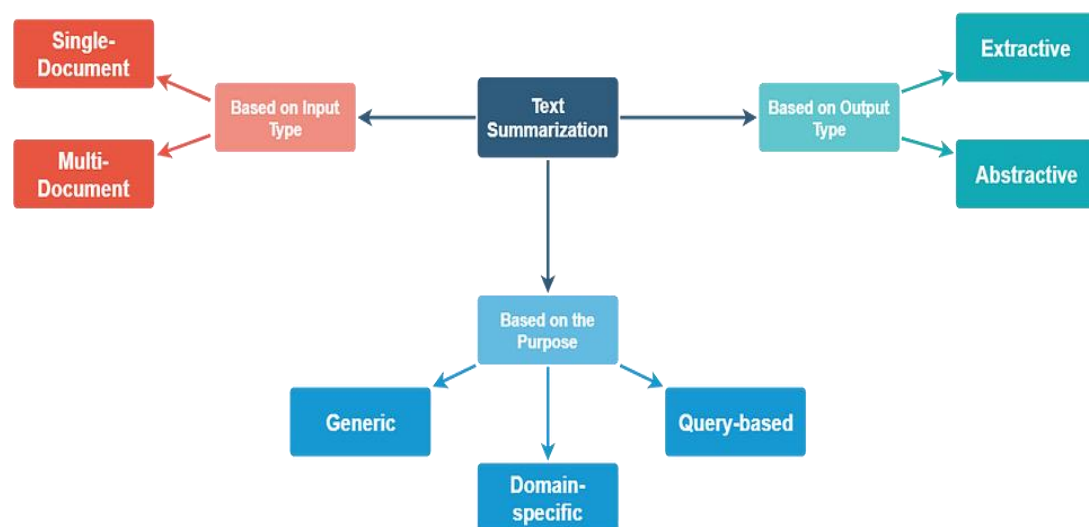 Single-
Document
Multi-
Document
Based on Input
Type
Text
Summarization
Based on Output
Type
Extractive
Abstractive
Based on the
Purpose
Generic
Query-based
Domain-
specific